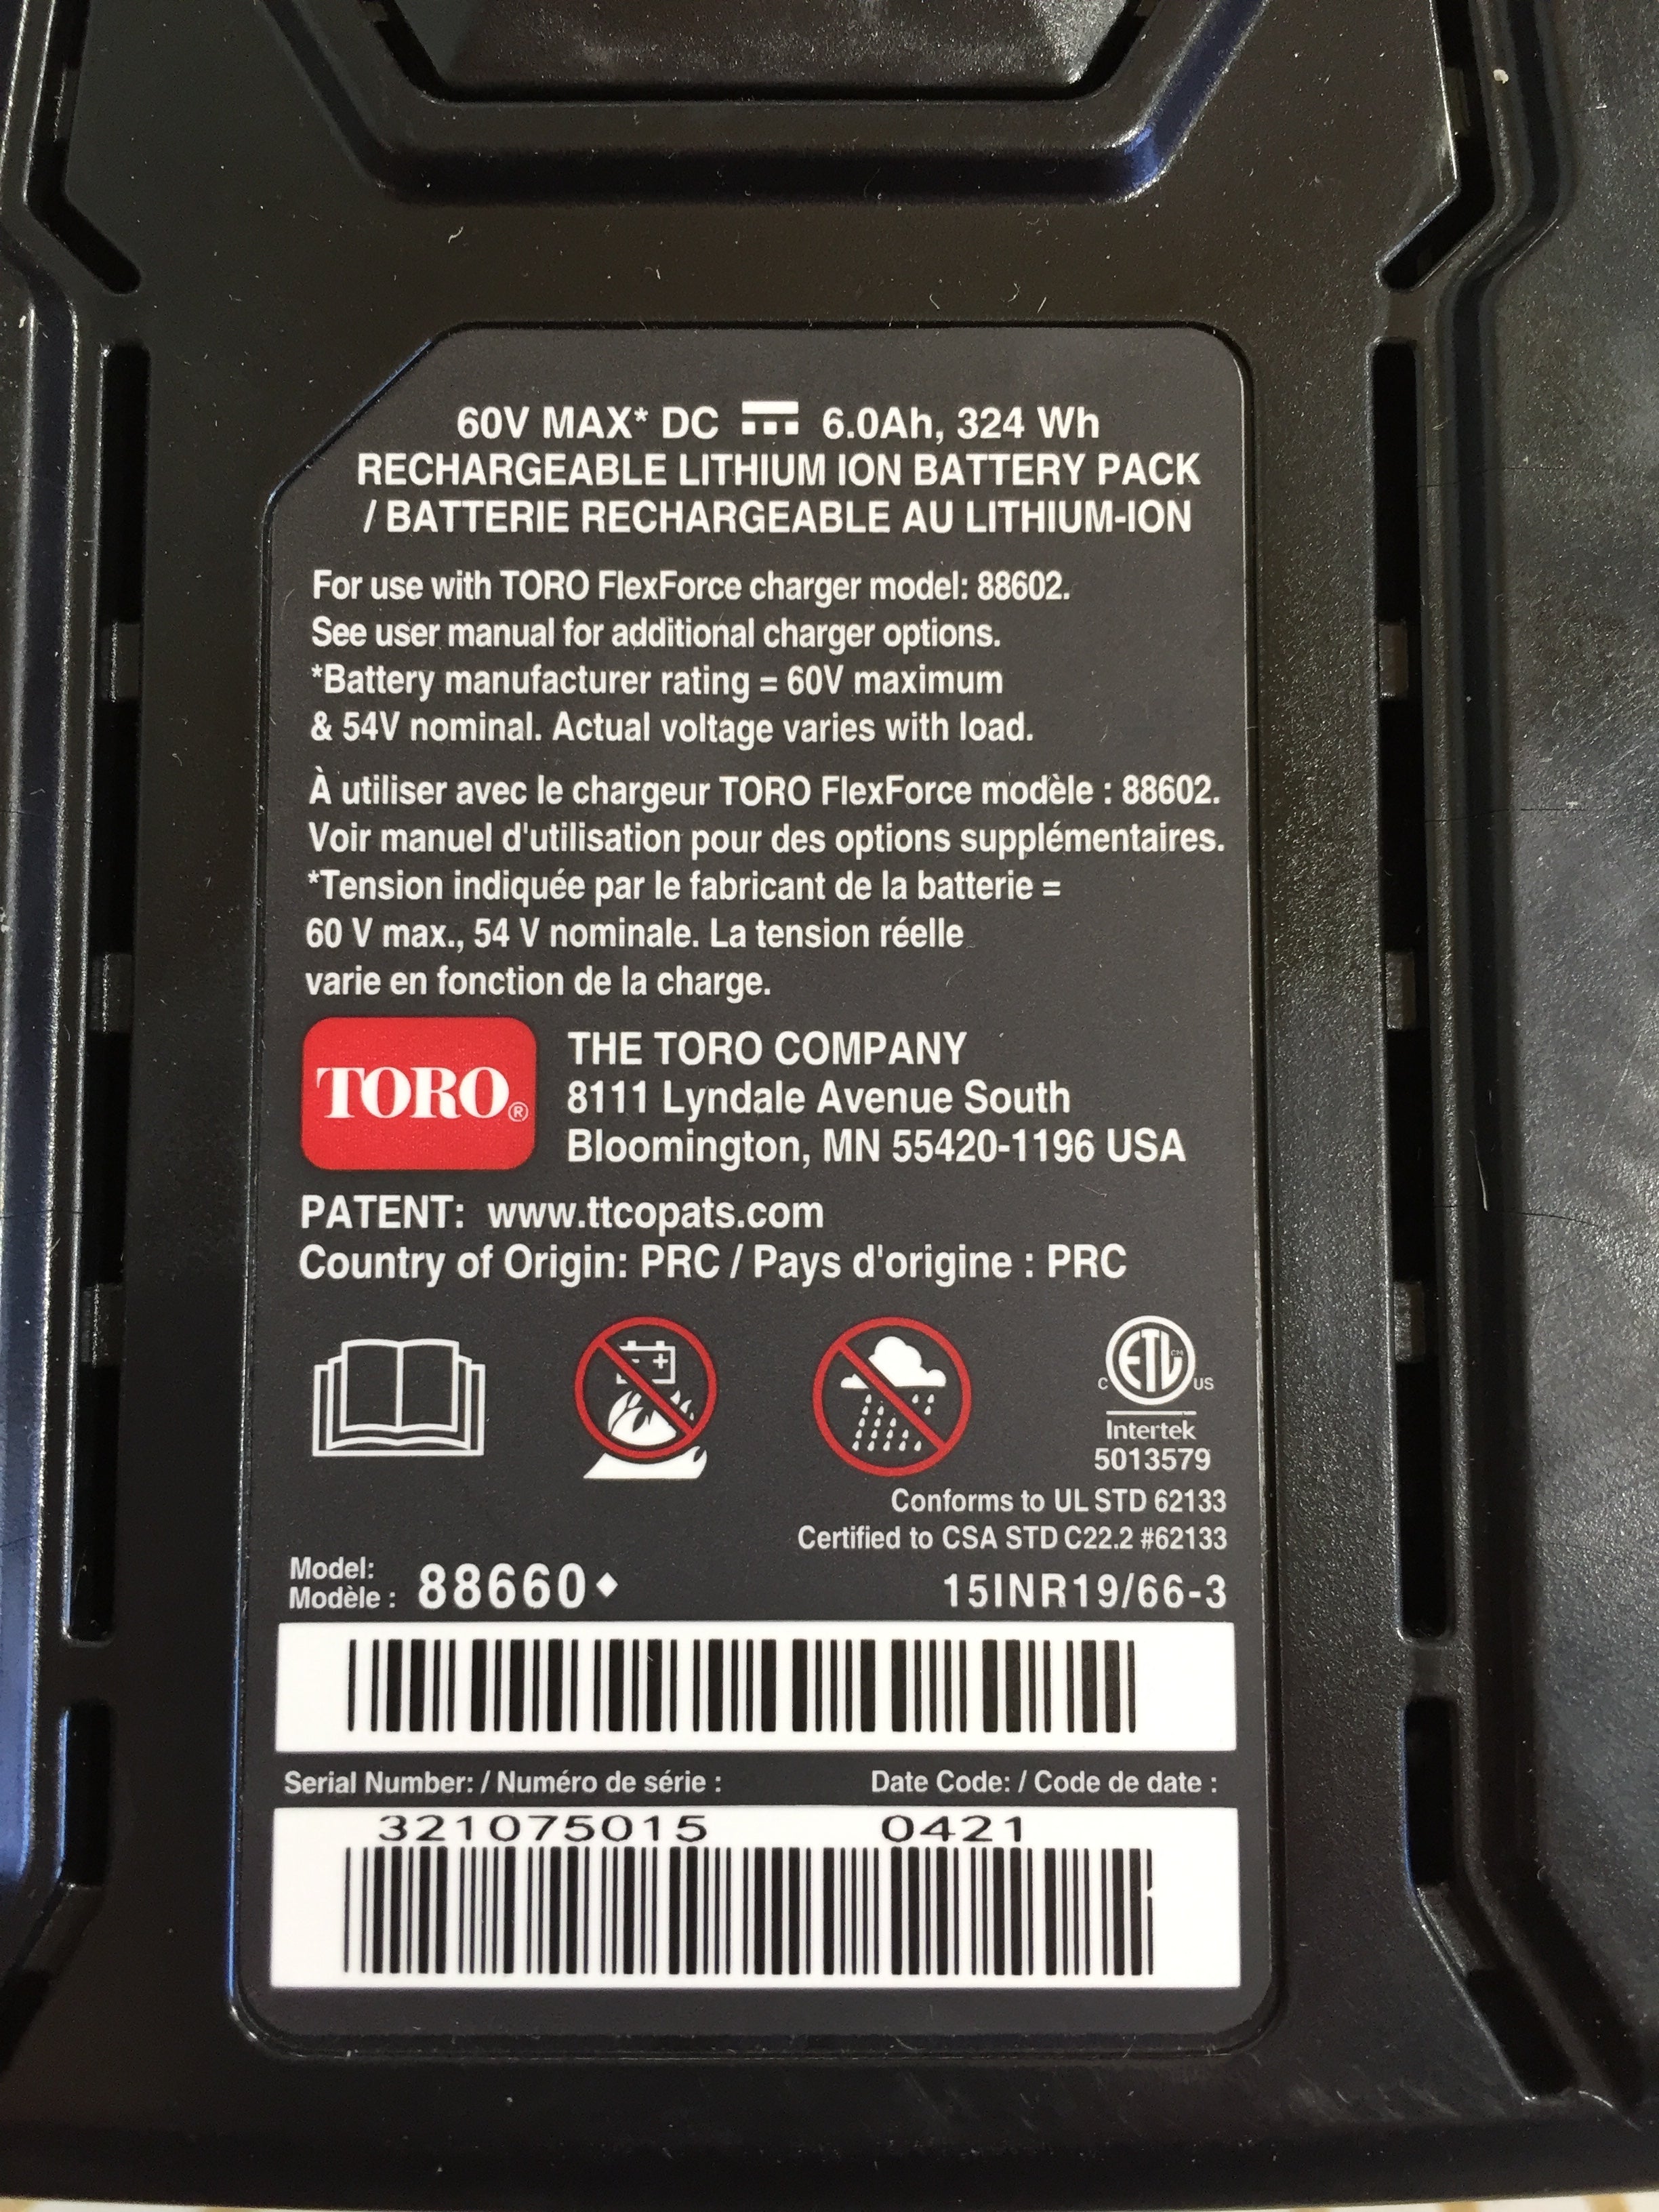 60V MAX* DC 6.0Ah, 324 Wh
RECHARGEABLE LITHIUM ION BATTERY PACK
/ BATTERIE RECHARGEABLE AU LITHIUM-ION
For use with TORO FlexForce charger model: 88602.
See user manual for additional charger options.
*Battery manufacturer rating = 60V maximum
& 54V nominal. Actual voltage varies with load.
À utiliser avec le chargeur TORO FlexForce modèle : 88602.
Voir manuel d'utilisation pour des options supplémentaires.
*Tension indiquée par le fabricant de la batterie =
60 V max., 54 V nominale. La tension réelle
varie en fonction de la charge.
TORO®
THE TORO COMPANY
8111 Lyndale Avenue South
Bloomington, MN 55420-1196 USA
PATENT: www.ttcopats.com
Country of Origin: PRC / Pays d'origine : PRC
ETL CM
C US
Intertek
5013579
Conforms to UL STD 62133
Certified to CSA STD C22.2 #62133
Model:
Modèle : 88660♦ 15INR19/66-3
Serial Number: / Numéro de série : Date Code: / Code de date :
321075015 0421